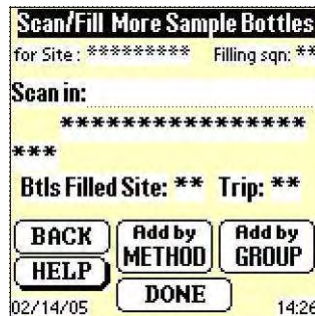 Scan/Fill More Sample Bottles
for Site: ********* Filling sqn: **
Scan in:
****************
***
Btls Filled Site: ** Trip: **
BACK Add by METHOD Add by GROUP
HELP
DONE
02/14/05 14:26